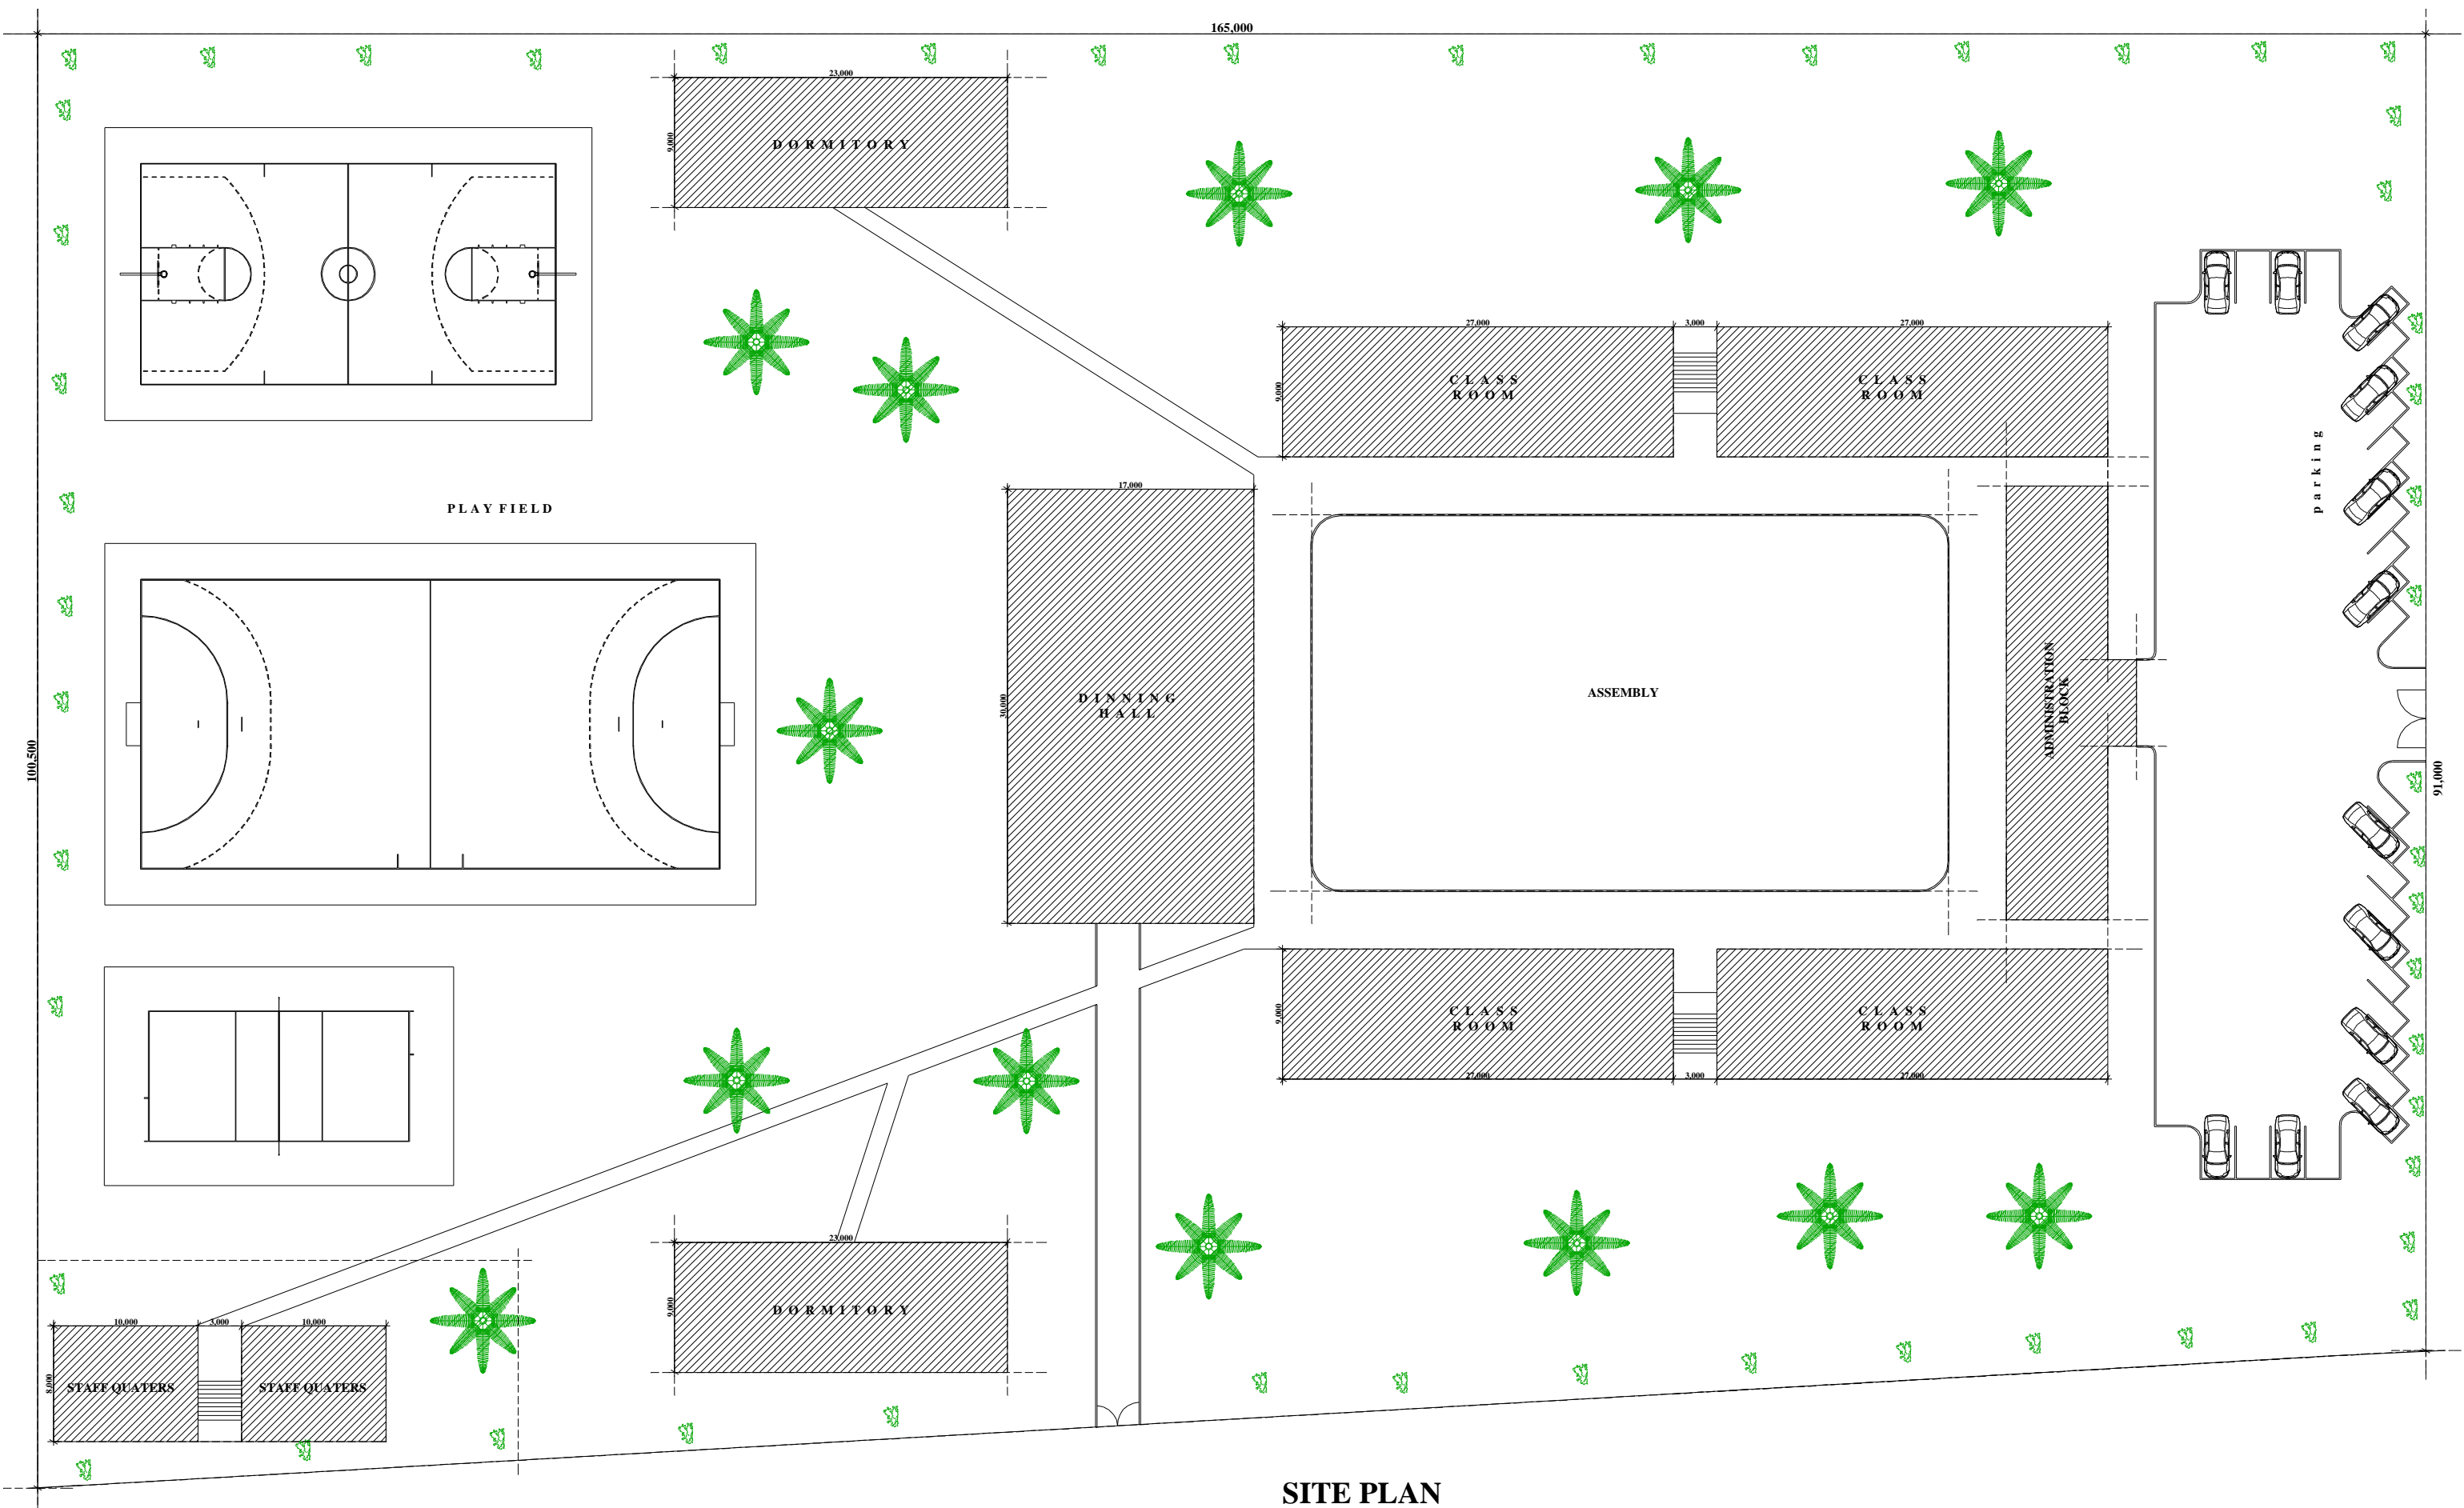 165,000
23,000
9,000
DORMITORY
27,000
3,000
27,000
9,000
CLASS
ROOM
CLASS
ROOM
parking
PLAY FIELD
17,000
30,000
DINNING
HALL
ASSEMBLY
ADMINISTRATION
BLOCK
100,500
91,000
9,000
CLASS
ROOM
CLASS
ROOM
27,000
3,000
27,000
23,000
9,000
DORMITORY
10,000
3,000
10,000
8,000
STAFF QUATERS
STAFF QUATERS
SITE PLAN